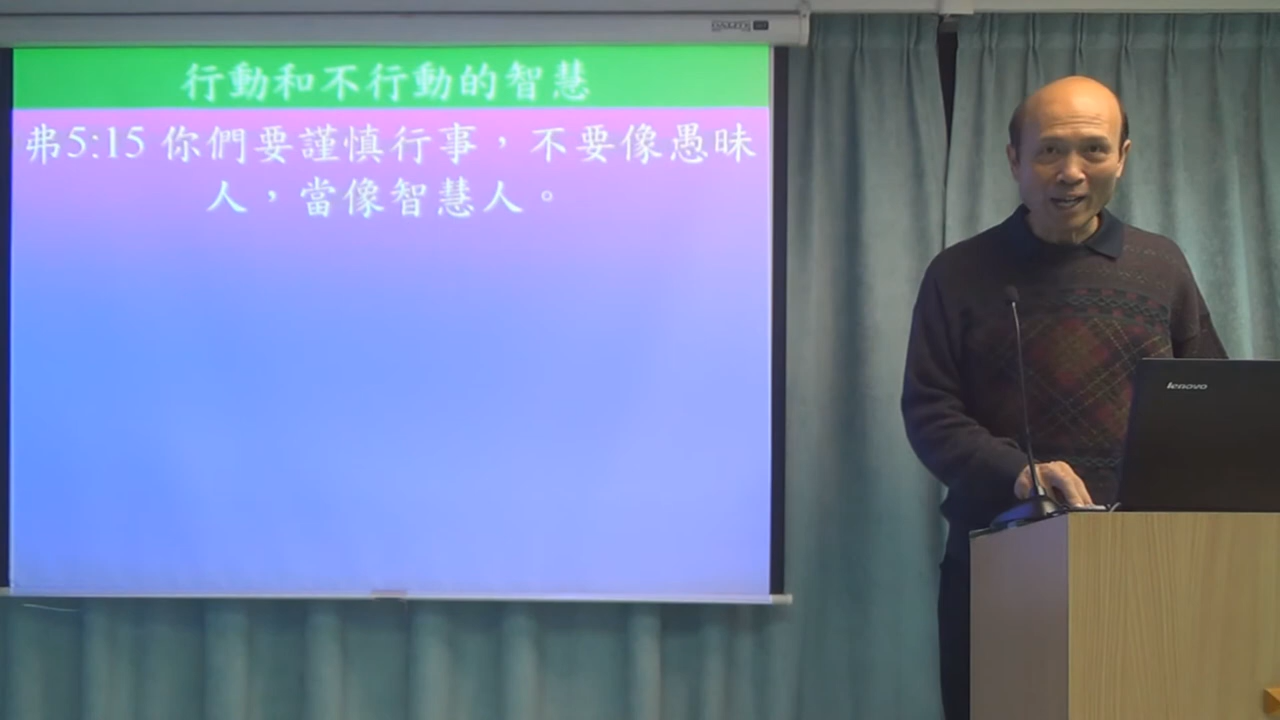 行動和不行動的智慧
弗5:15 你們要謹慎行事，不要像愚昧
人，當像智慧人。
lenovo